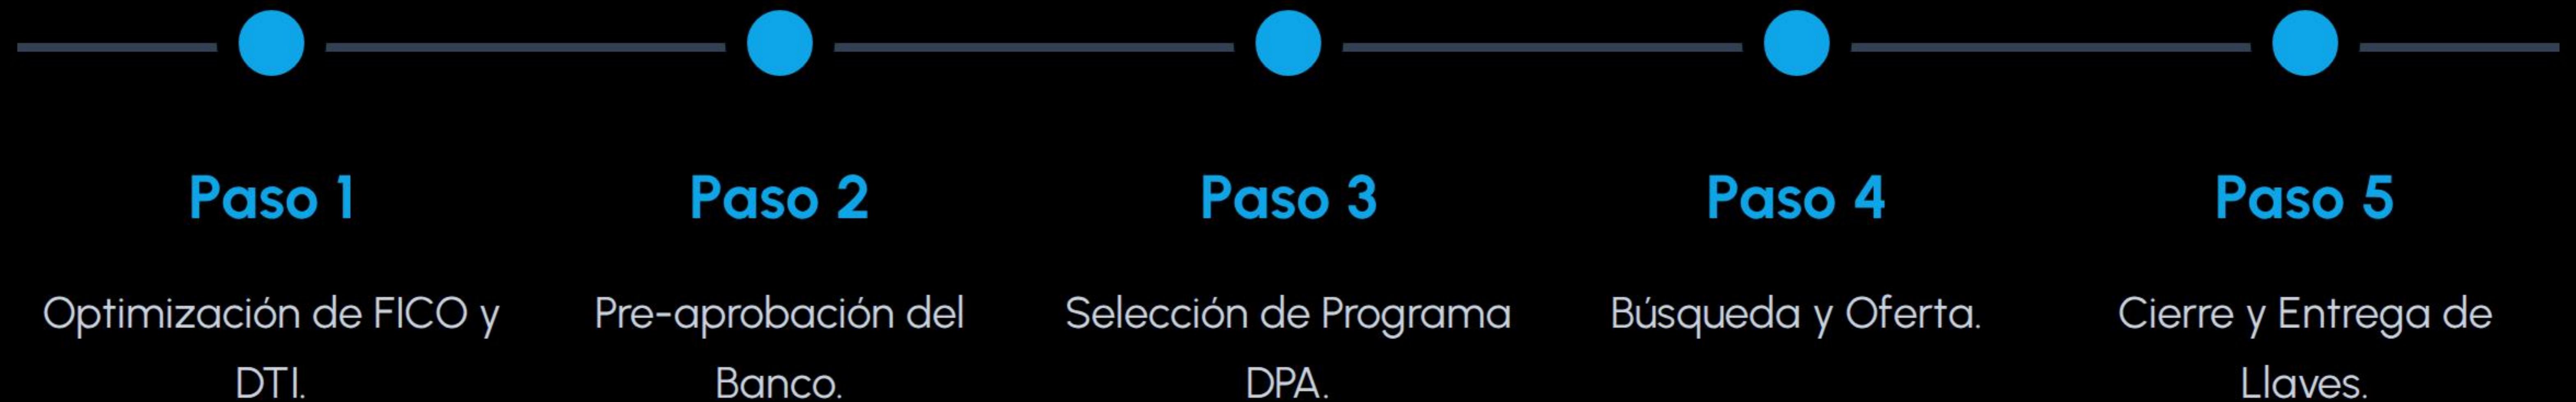 Paso 1
Optimización de FICO y
DTI.
Paso 2
Pre-aprobación del
Banco.
Paso 3
Selección de Programa
DPA.
Paso 4
Búsqueda y Oferta.
Paso 5
Cierre y Entrega de
Llaves.